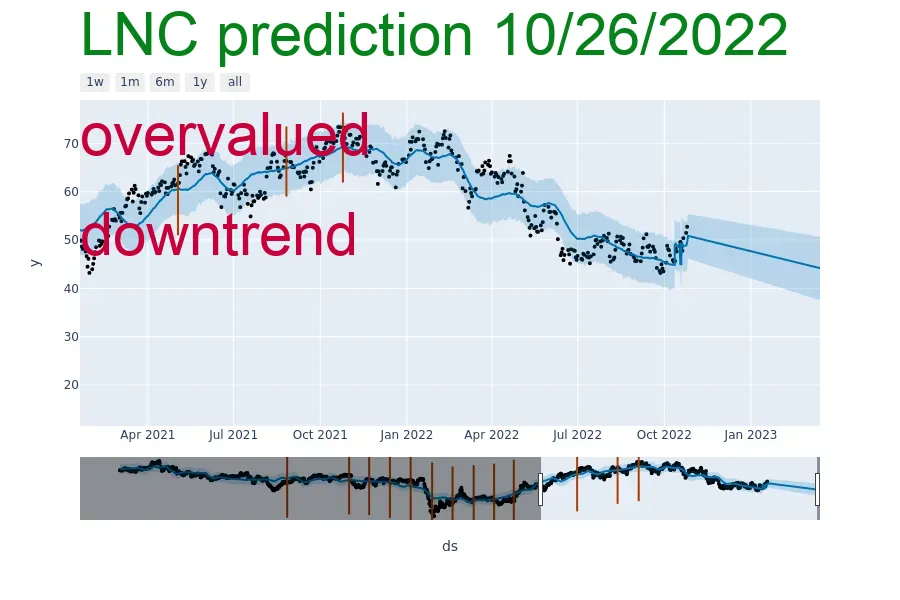 LNC prediction 10/26/2022
1w 1m 6m 1y all
overvalued
downtrend
70
60
50
40
30
20
y
Apr 2021 Jul 2021 Oct 2021 Jan 2022 Apr 2022 Jul 2022 Oct 2022 Jan 2023
ds